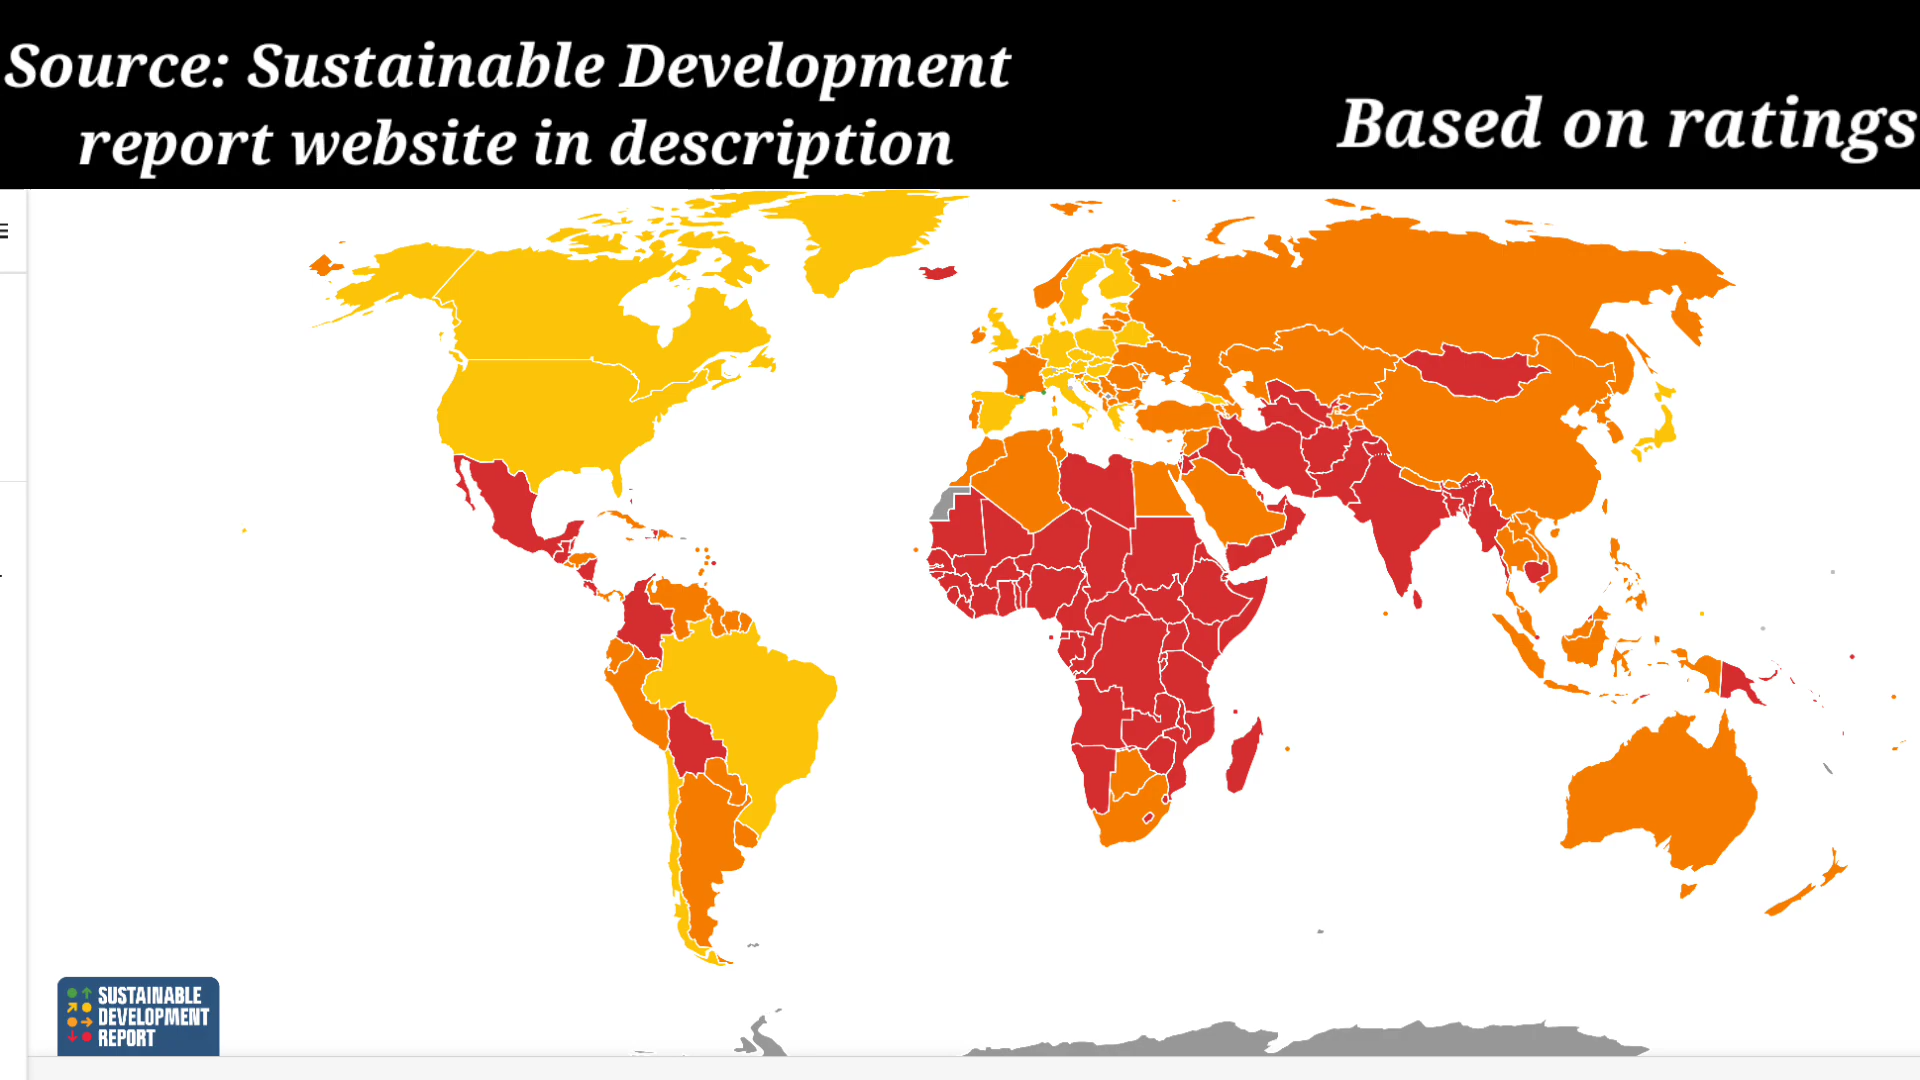 Source: Sustainable Development
report website in description
Based on ratings
SUSTAINABLE
DEVELOPMENT
REPORT